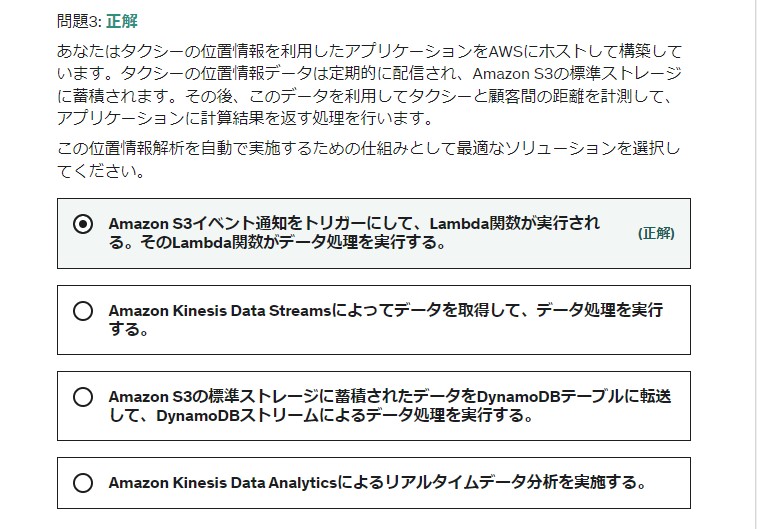 問題3: 正解
あなたはタクシーの位置情報を利用したアプリケーションをAWSにホストして構築して
います。タクシーの位置情報データは定期的に配信され、Amazon S3の標準ストレージ
に蓄積されます。その後、このデータを利用してタクシーと顧客間の距離を計測して、
アプリケーションに計算結果を返す処理を行います。
この位置情報解析を自動で実施するための仕組みとして最適なソリューションを選択し
てください。
Amazon S3イベント通知をトリガーにして、Lambda関数が実行され
る。そのLambda関数がデータ処理を実行する。
(正解)
Amazon Kinesis Data Streamsによってデータを取得して、データ処理を実行
する。
Amazon S3の標準ストレージに蓄積されたデータをDynamoDBテーブルに転送
して、DynamoDBストリームによるデータ処理を実行する。
Amazon Kinesis Data Analyticsによるリアルタイムデータ分析を実施する。